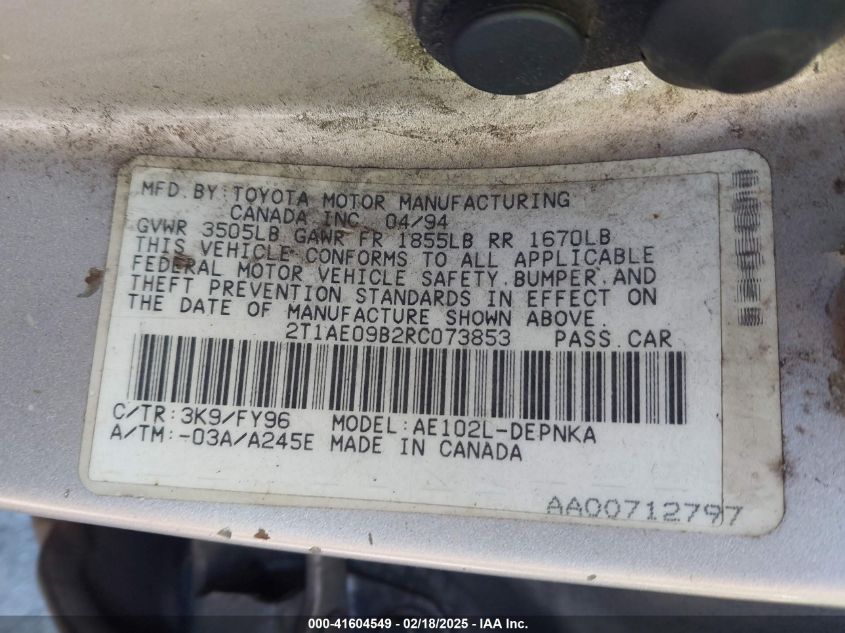 MFD. BY: TOYOTA MOTOR MANUFACTURING
CANADA INC. 04/94
GVWR 3505LB GAWR FR 1855LB RR 1670LB
THIS VEHICLE CONFORMS TO ALL APPLICABLE
FEDERAL MOTOR VEHICLE SAFETY, BUMPER, AND
THEFT PREVENTION STANDARDS IN EFFECT ON
THE DATE OF MANUFACTURE SHOWN ABOVE.
2T1AE09B2RC073853 PASS. CAR
C/TR: 3K9/FY96 MODEL: AE102L-DEPNKA
A/TM: -03A/A245E MADE IN CANADA
AA00712797
000-41604549 - 02/18/2025 - IAA Inc.